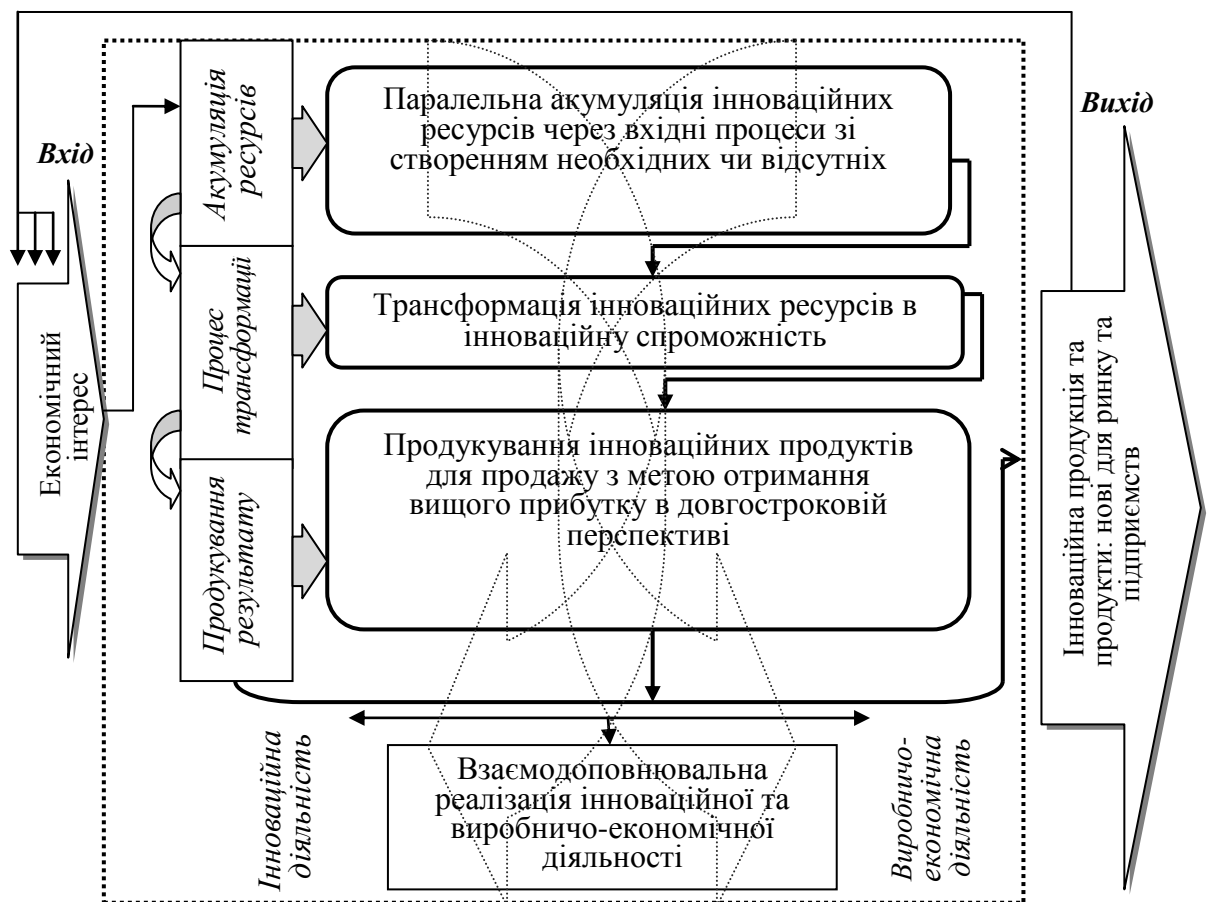 Вхід
Економічний
інтерес
Акумуляція
ресурсів
Процес
трансформації
Продукування
результату
Паралельна акумуляція інноваційних
ресурсів через вхідні процеси зі
створенням необхідних чи відсутніх
Трансформація інноваційних ресурсів в
інноваційну спроможність
Продукування інноваційних продуктів
для продажу з метою отримання
вищого прибутку в довгостроковій
перспективі
Інноваційна
діяльність
Взаємодоповнювальна
реалізація інноваційної та
виробничо-економічної
діяльності
Виробничо-
економічна
діяльність
Вихід
Інноваційна продукція та
продукти: нові для ринку та
підприємств